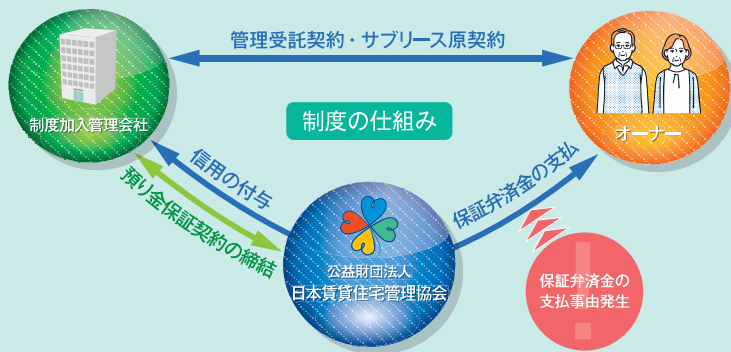 管理受託契約・サブリース原契約
制度加入管理会社
制度の仕組み
オーナー
信用の付与
預り金保証契約の締結
保証弁済金の支払
公益財団法人
日本賃貸住宅管理協会
保証弁済金の
支払事由発生